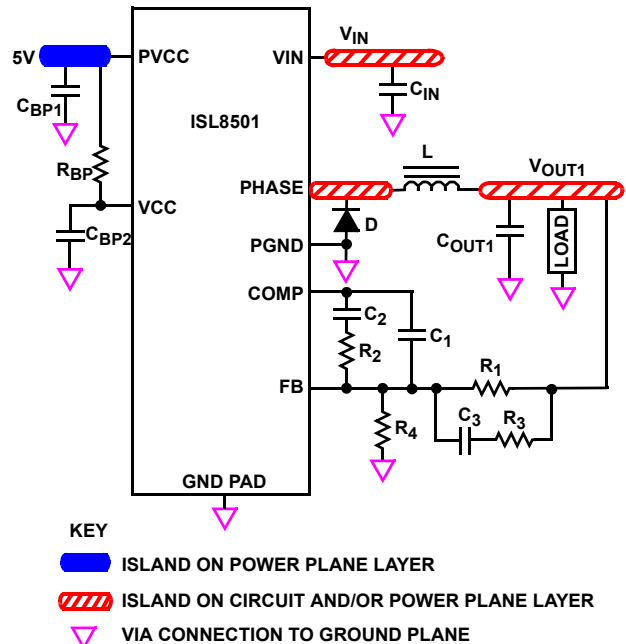 5V
PVCC
VIN
V_IN
C_BP1
C_IN
ISL8501
R_BP
L
PHASE
V_OUT1
VCC
D
C_BP2
PGND
C_OUT1
LOAD
COMP
C_2
C_1
R_2
R_1
FB
C_3
R_3
R_4
GND PAD
KEY
ISLAND ON POWER PLANE LAYER
ISLAND ON CIRCUIT AND/OR POWER PLANE LAYER
VIA CONNECTION TO GROUND PLANE